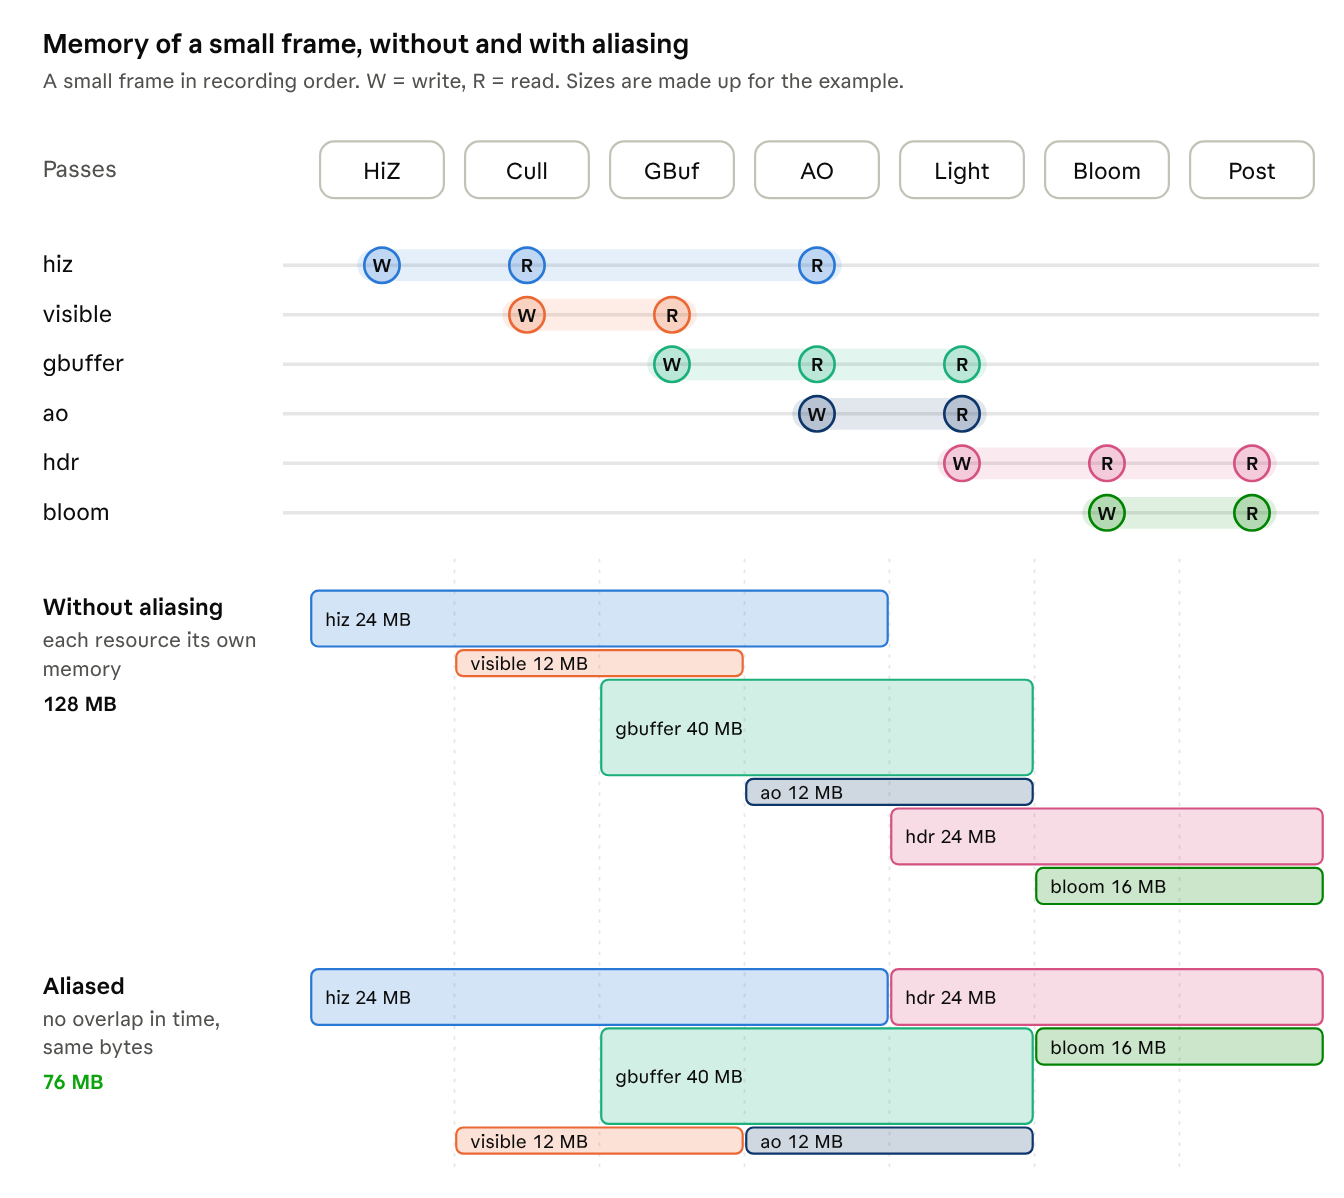 Memory of a small frame, without and with aliasing
A small frame in recording order. W = write, R = read. Sizes are made up for the example.
Passes HiZ Cull GBuf AO Light Bloom Post
hiz W R R
visible W R
gbuffer W R R
ao W R
hdr W R R
bloom W R
Without aliasing
each resource its own
memory
128 MB
hiz 24 MB
visible 12 MB
gbuffer 40 MB
ao 12 MB
hdr 24 MB
bloom 16 MB
Aliased
no overlap in time,
same bytes
76 MB
hiz 24 MB hdr 24 MB
gbuffer 40 MB bloom 16 MB
visible 12 MB ao 12 MB